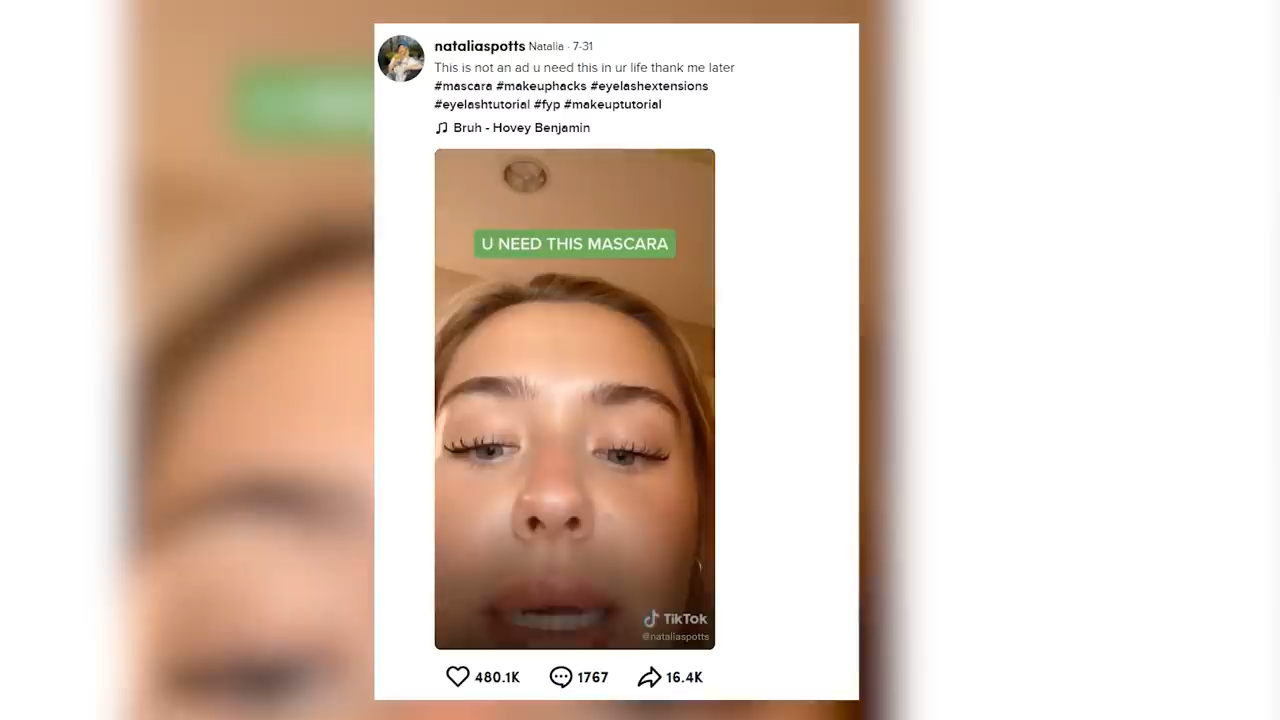 nataliaspotts Natalia · 7-31
This is not an ad u need this in ur life thank me later
#mascara #makeuphacks #eyelashextensions
#eyelashtutorial #fyp #makeuptutorial
Bruh - Hovey Benjamin
U NEED THIS MASCARA
TikTok
@nataliaspotts
480.1K 1767 16.4K